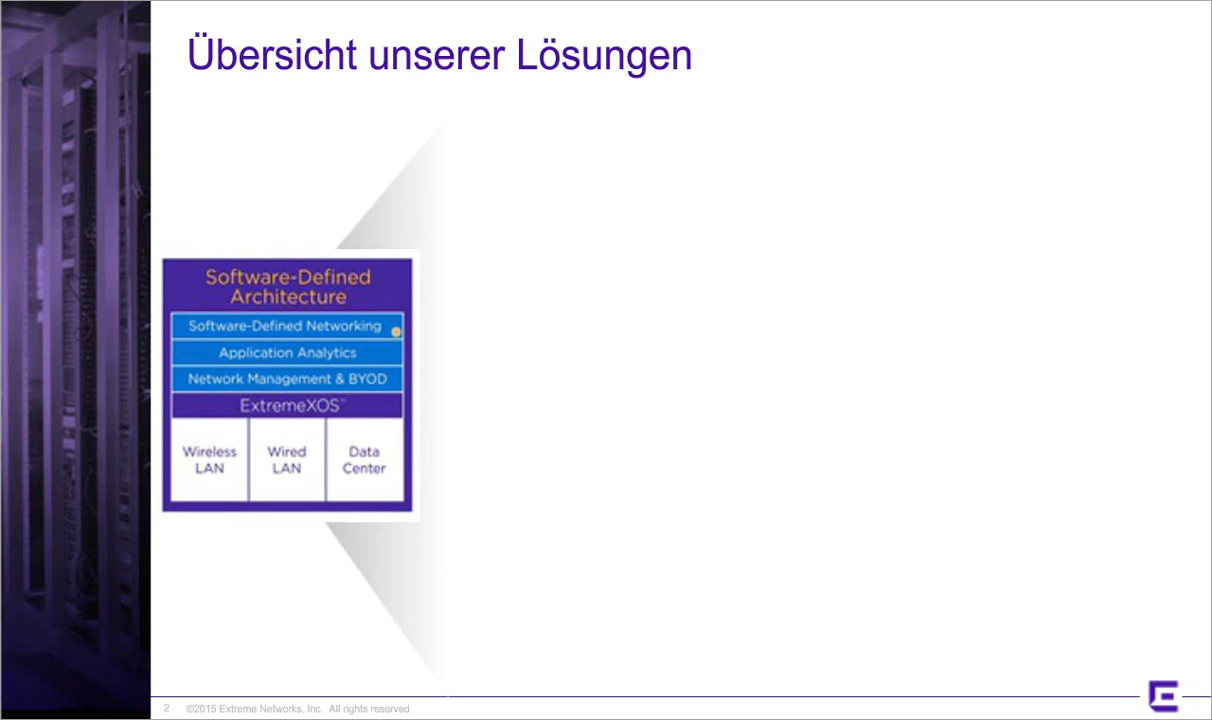 Übersicht unserer Lösungen
Software-Defined
Architecture
Software-Defined Networking
Application Analytics
Network Management & BYOD
ExtremeXOS™
Wireless
LAN
Wired
LAN
Data
Center
2 ©2015 Extreme Networks, Inc. All rights reserved